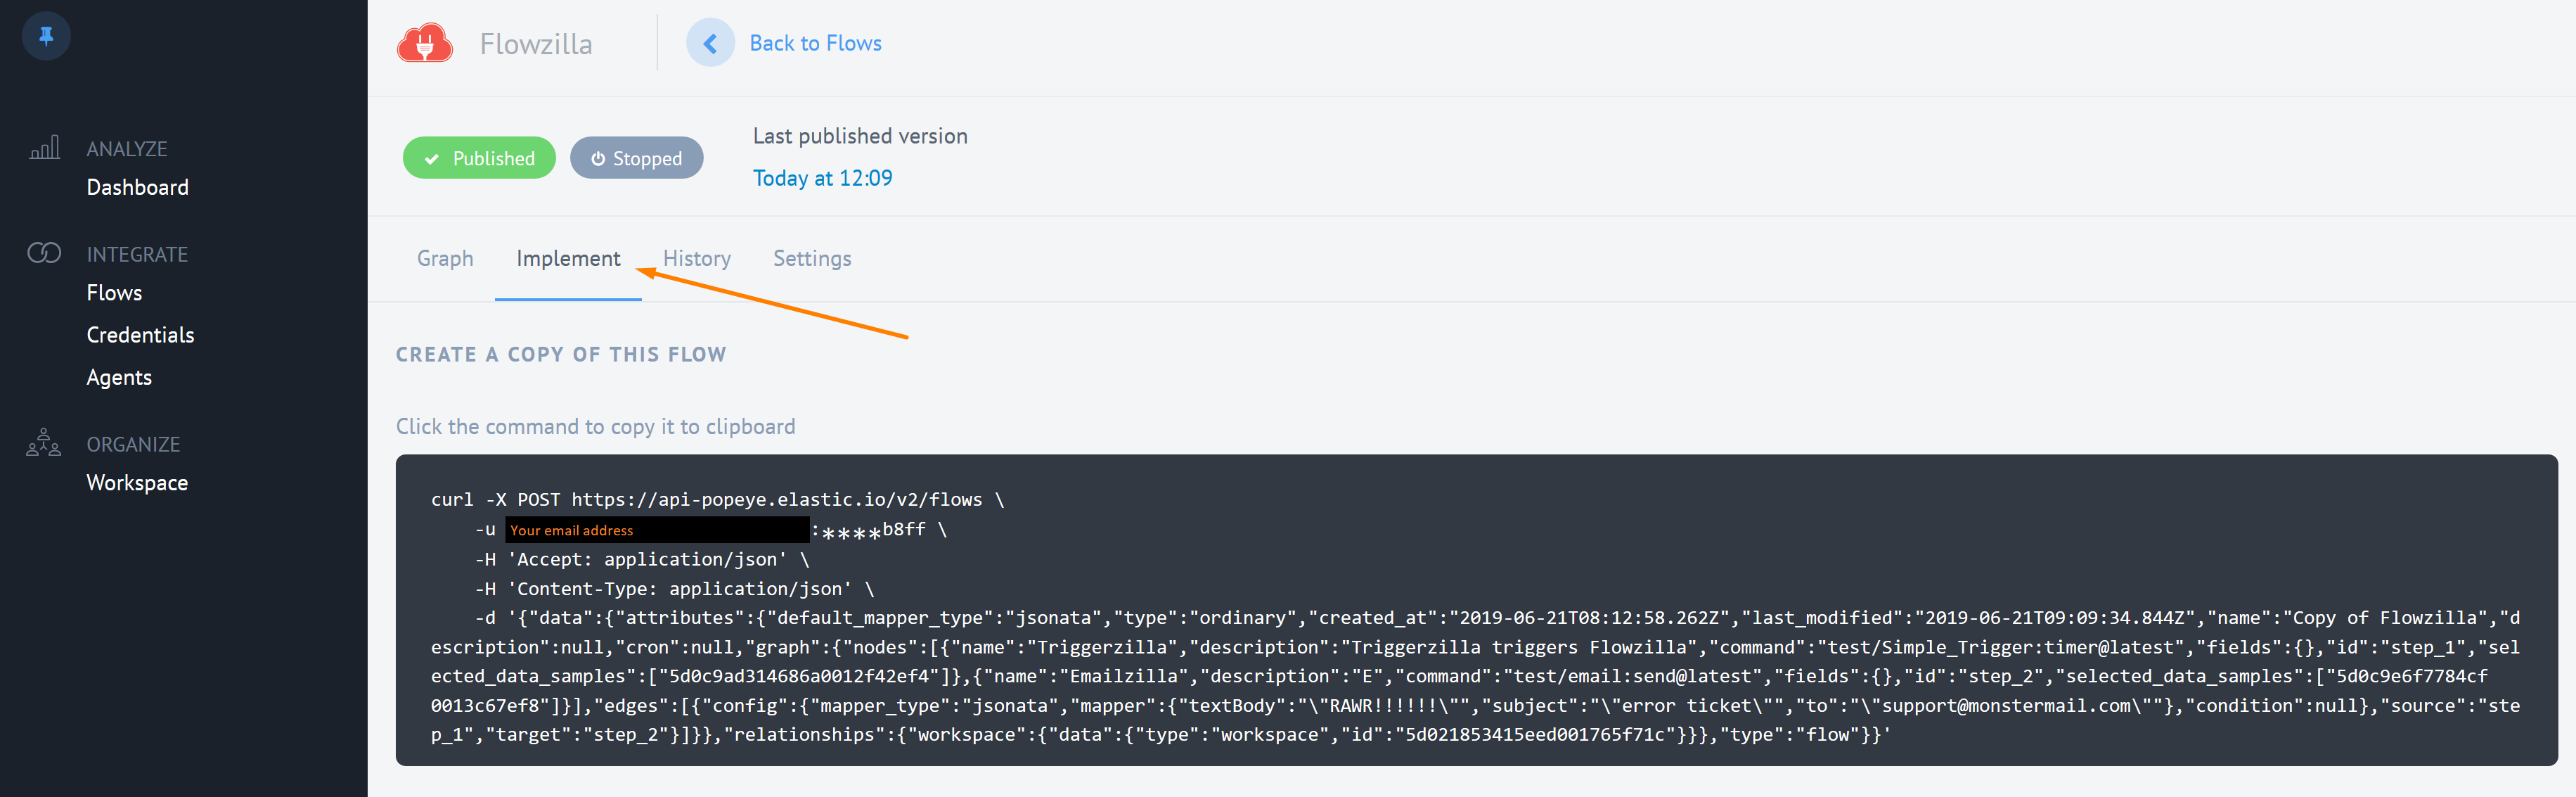 Flowzilla
Back to Flows
Published
Stopped
Last published version
Today at 12:09
ANALYZE
Dashboard
INTEGRATE
Flows
Credentials
Agents
ORGANIZE
Workspace
Graph
Implement
History
Settings
CREATE A COPY OF THIS FLOW
Click the command to copy it to clipboard
curl -X POST https://api-popeye.elastic.io/v2/flows \
-u Your email address:****b8ff \
-H 'Accept: application/json' \
-H 'Content-Type: application/json' \
-d '{"data":{"attributes":{"default_mapper_type":"jsonata","type":"ordinary","created_at":"2019-06-21T08:12:58.262Z","last_modified":"2019-06-21T09:09:34.844Z","name":"Copy of Flowzilla","d
escription":null,"cron":null,"graph":{"nodes":[{"name":"Triggerzilla","description":"Triggerzilla triggers Flowzilla","command":"test/Simple_Trigger:timer@latest","fields":{},"id":"step_1","sel
ected_data_samples":["5d0c9ad314686a0012f42ef4"]},{"name":"Emailzilla","description":"E","command":"test/email:send@latest","fields":{},"id":"step_2","selected_data_samples":["5d0c9e6f7784cf
0013c67ef8"]}],"edges":[{"config":{"mapper_type":"jsonata","mapper":{"textBody":"\"RAWR!!!!!!\"","subject":"\"error ticket\"","to":"\"support@monstermail.com\""},"condition":null},"source":"ste
p_1","target":"step_2"}]}},"relationships":{"workspace":{"data":{"type":"workspace","id":"5d021853415eed001765f71c"}}},"type":"flow"}}'